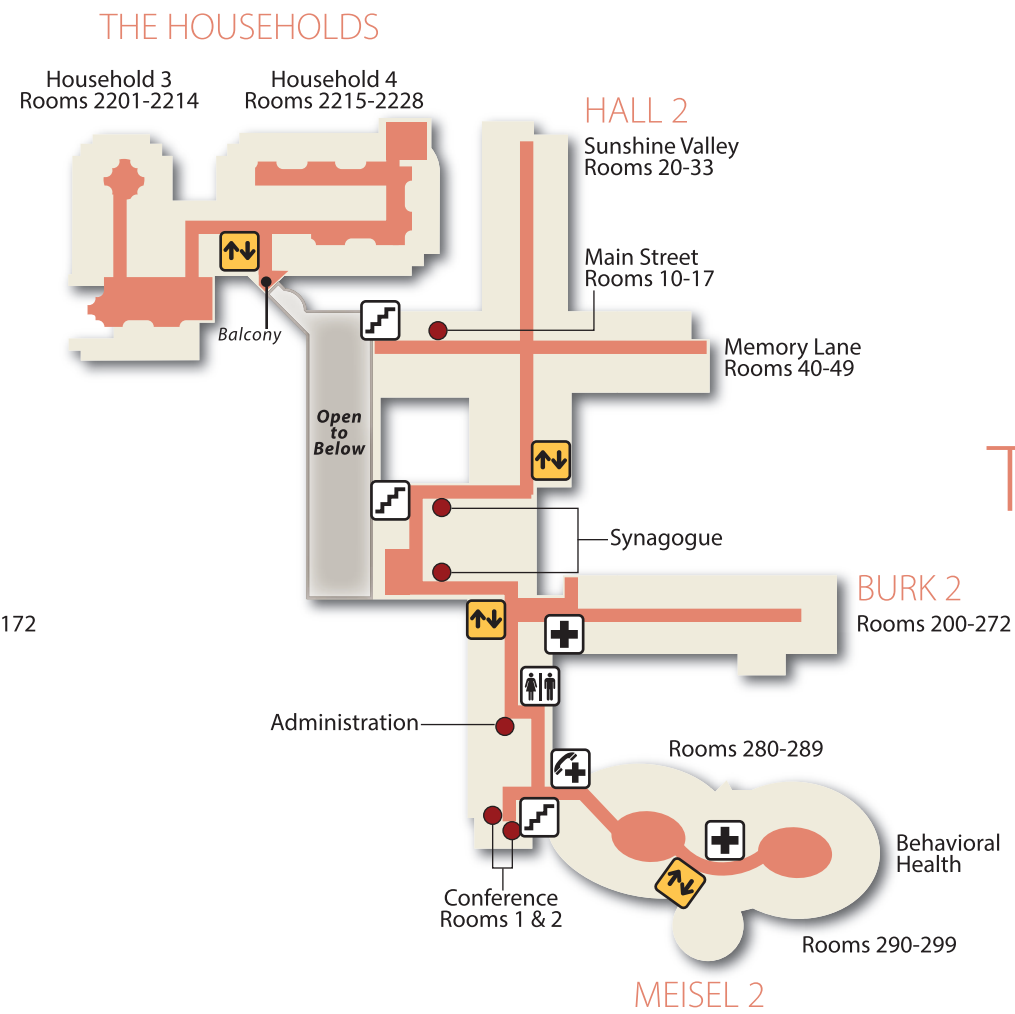 THE HOUSEHOLDS
Household 3
Rooms 2201-2214
Household 4
Rooms 2215-2228
HALL 2
Sunshine Valley
Rooms 20-33
Main Street
Rooms 10-17
Balcony
Memory Lane
Rooms 40-49
Open
to
Below
T
Synagogue
BURK 2
Rooms 200-272
172
Administration
Rooms 280-289
Behavioral
Health
Conference
Rooms 1 & 2
Rooms 290-299
MEISEL 2